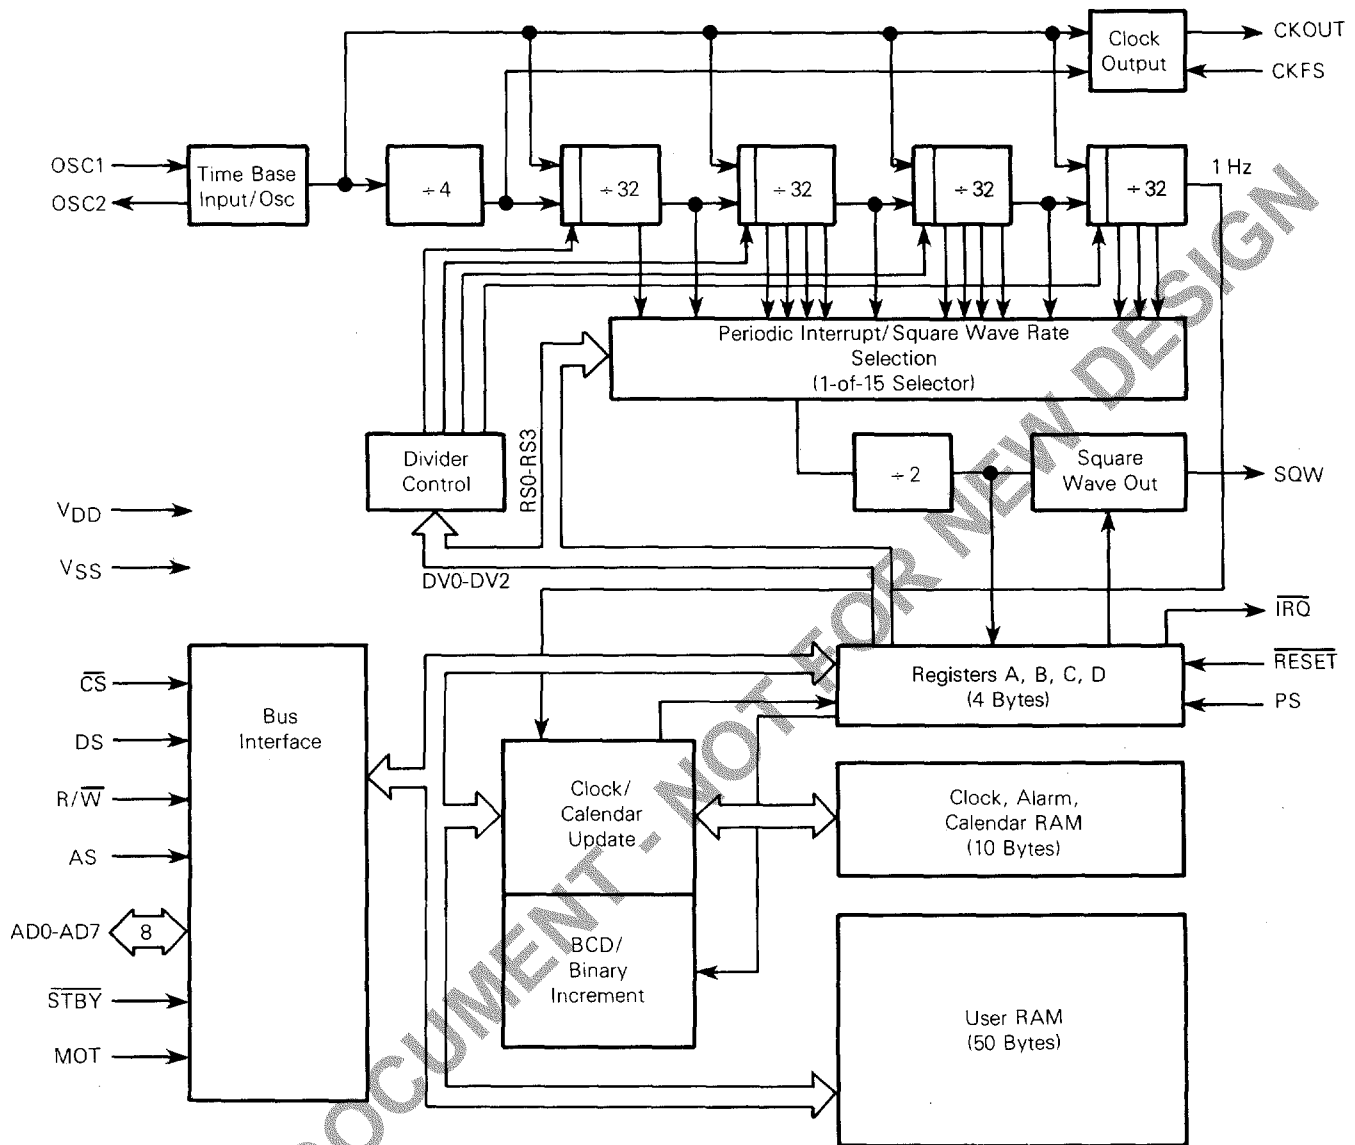 CKOUT
Clock
Output
CKFS
OSC1
OSC2
Time Base
Input/Osc
÷4
÷32
÷32
÷32
÷32
1 Hz
Periodic Interrupt/Square Wave Rate
Selection
(1-of-15 Selector)
Divider
Control
RS0-RS3
÷2
Square
Wave Out
SQW
VDD
VSS
DV0-DV2
IRQ
RESET
PS
Registers A, B, C, D
(4 Bytes)
CS
DS
R/W
AS
AD0-AD7
8
STBY
MOT
Bus
Interface
Clock/
Calendar
Update
BCD/
Binary
Increment
Clock, Alarm,
Calendar RAM
(10 Bytes)
User RAM
(50 Bytes)
DOCUMENT - NOT FOR NEW DESIGN